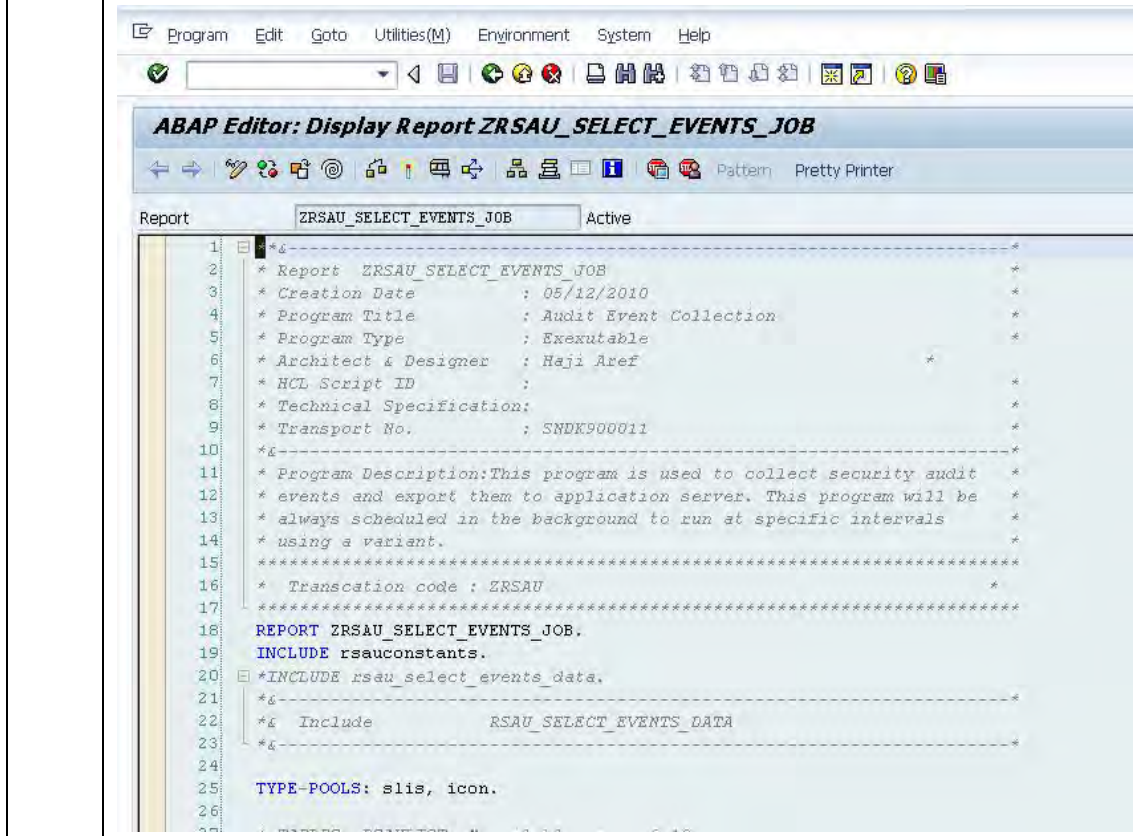 Program Edit Goto Utilities(M) Environment System Help
ABAP Editor: Display Report ZRSAU_SELECT_EVENTS_JOB
Pattern Pretty Printer
Report ZRSAU_SELECT_EVENTS_JOB Active
1 **&---------------------------------------------------------------------*
2 * Report ZRSAU_SELECT_EVENTS_JOB *
3 * Creation Date : 05/12/2010 *
4 * Program Title : Audit Event Collection *
5 * Program Type : Exexutable *
6 * Architect & Designer : Haji Aref *
7 * HCL Script ID : *
8 * Technical Specification: *
9 * Transport No. : SNDK900011 *
10 *&---------------------------------------------------------------------*
11 * Program Description:This program is used to collect security audit *
12 * events and export them to application server. This program will be *
13 * always scheduled in the background to run at specific intervals *
14 * using a variant. *
15 ************************************************************************
16 * Transcation code : ZRSAU *
17 ************************************************************************
18 REPORT ZRSAU_SELECT_EVENTS_JOB.
19 INCLUDE rsauconstants.
20 *INCLUDE rsau_select_events_data.
21 *&---------------------------------------------------------------------*
22 *& Include RSAU_SELECT_EVENTS_DATA
23 *&---------------------------------------------------------------------*
24
25 TYPE-POOLS: slis, icon.
26